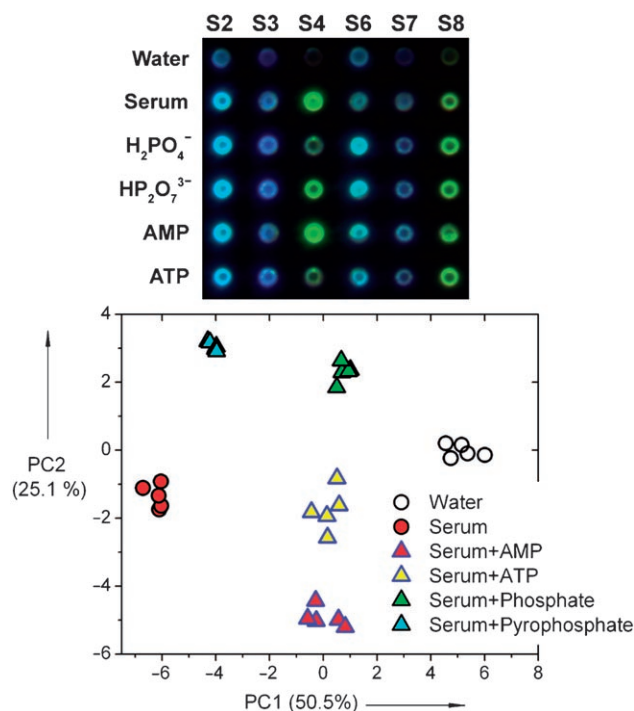 S2 S3 S4 S6 S7 S8
Water
Serum
H₂PO₄⁻
HP₂O₇³⁻
AMP
ATP
4
2
0
−2
−4
−6
PC2
(25.1 %)
Water
Serum
Serum+AMP
Serum+ATP
Serum+Phosphate
Serum+Pyrophosphate
−6 −4 −2 0 2 4 6 8
PC1 (50.5%)